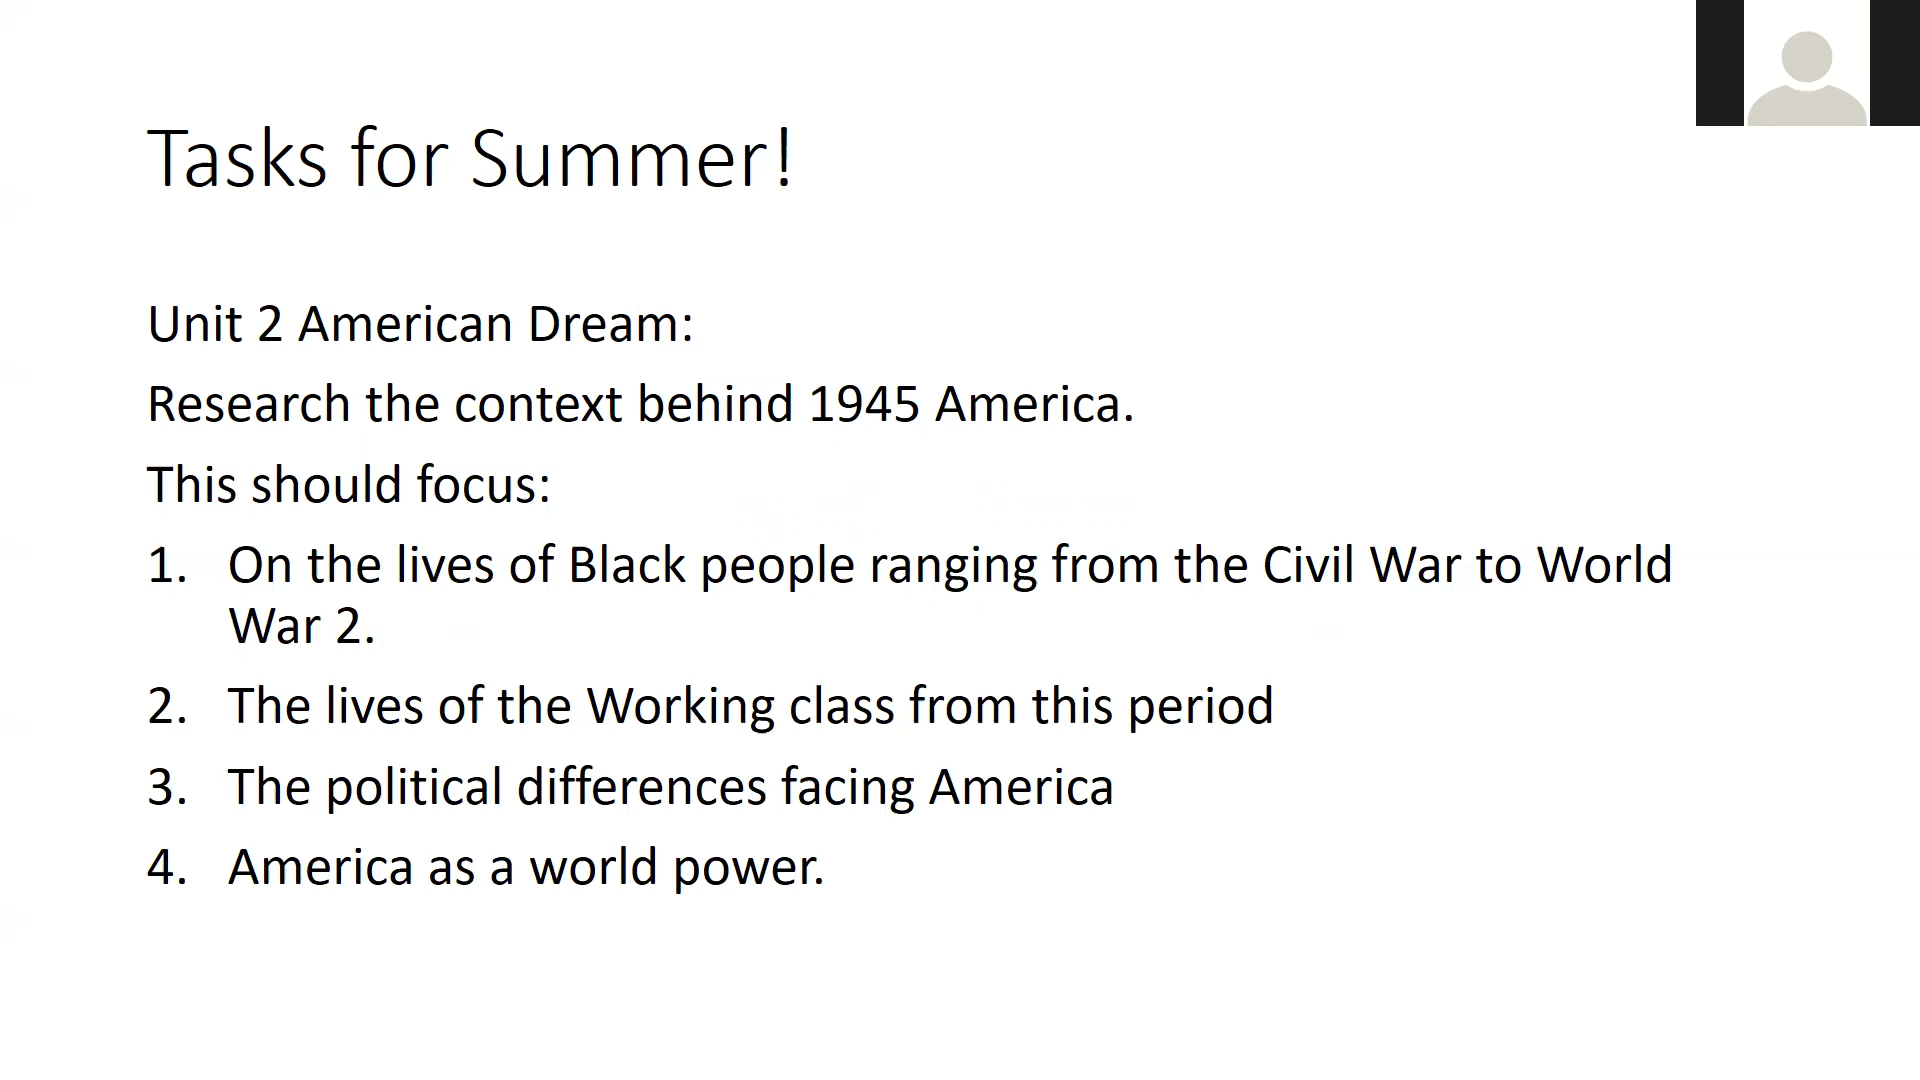 Tasks for Summer!
Unit 2 American Dream:
Research the context behind 1945 America.
This should focus:
1. On the lives of Black people ranging from the Civil War to World
War 2.
2. The lives of the Working class from this period
3. The political differences facing America
4. America as a world power.